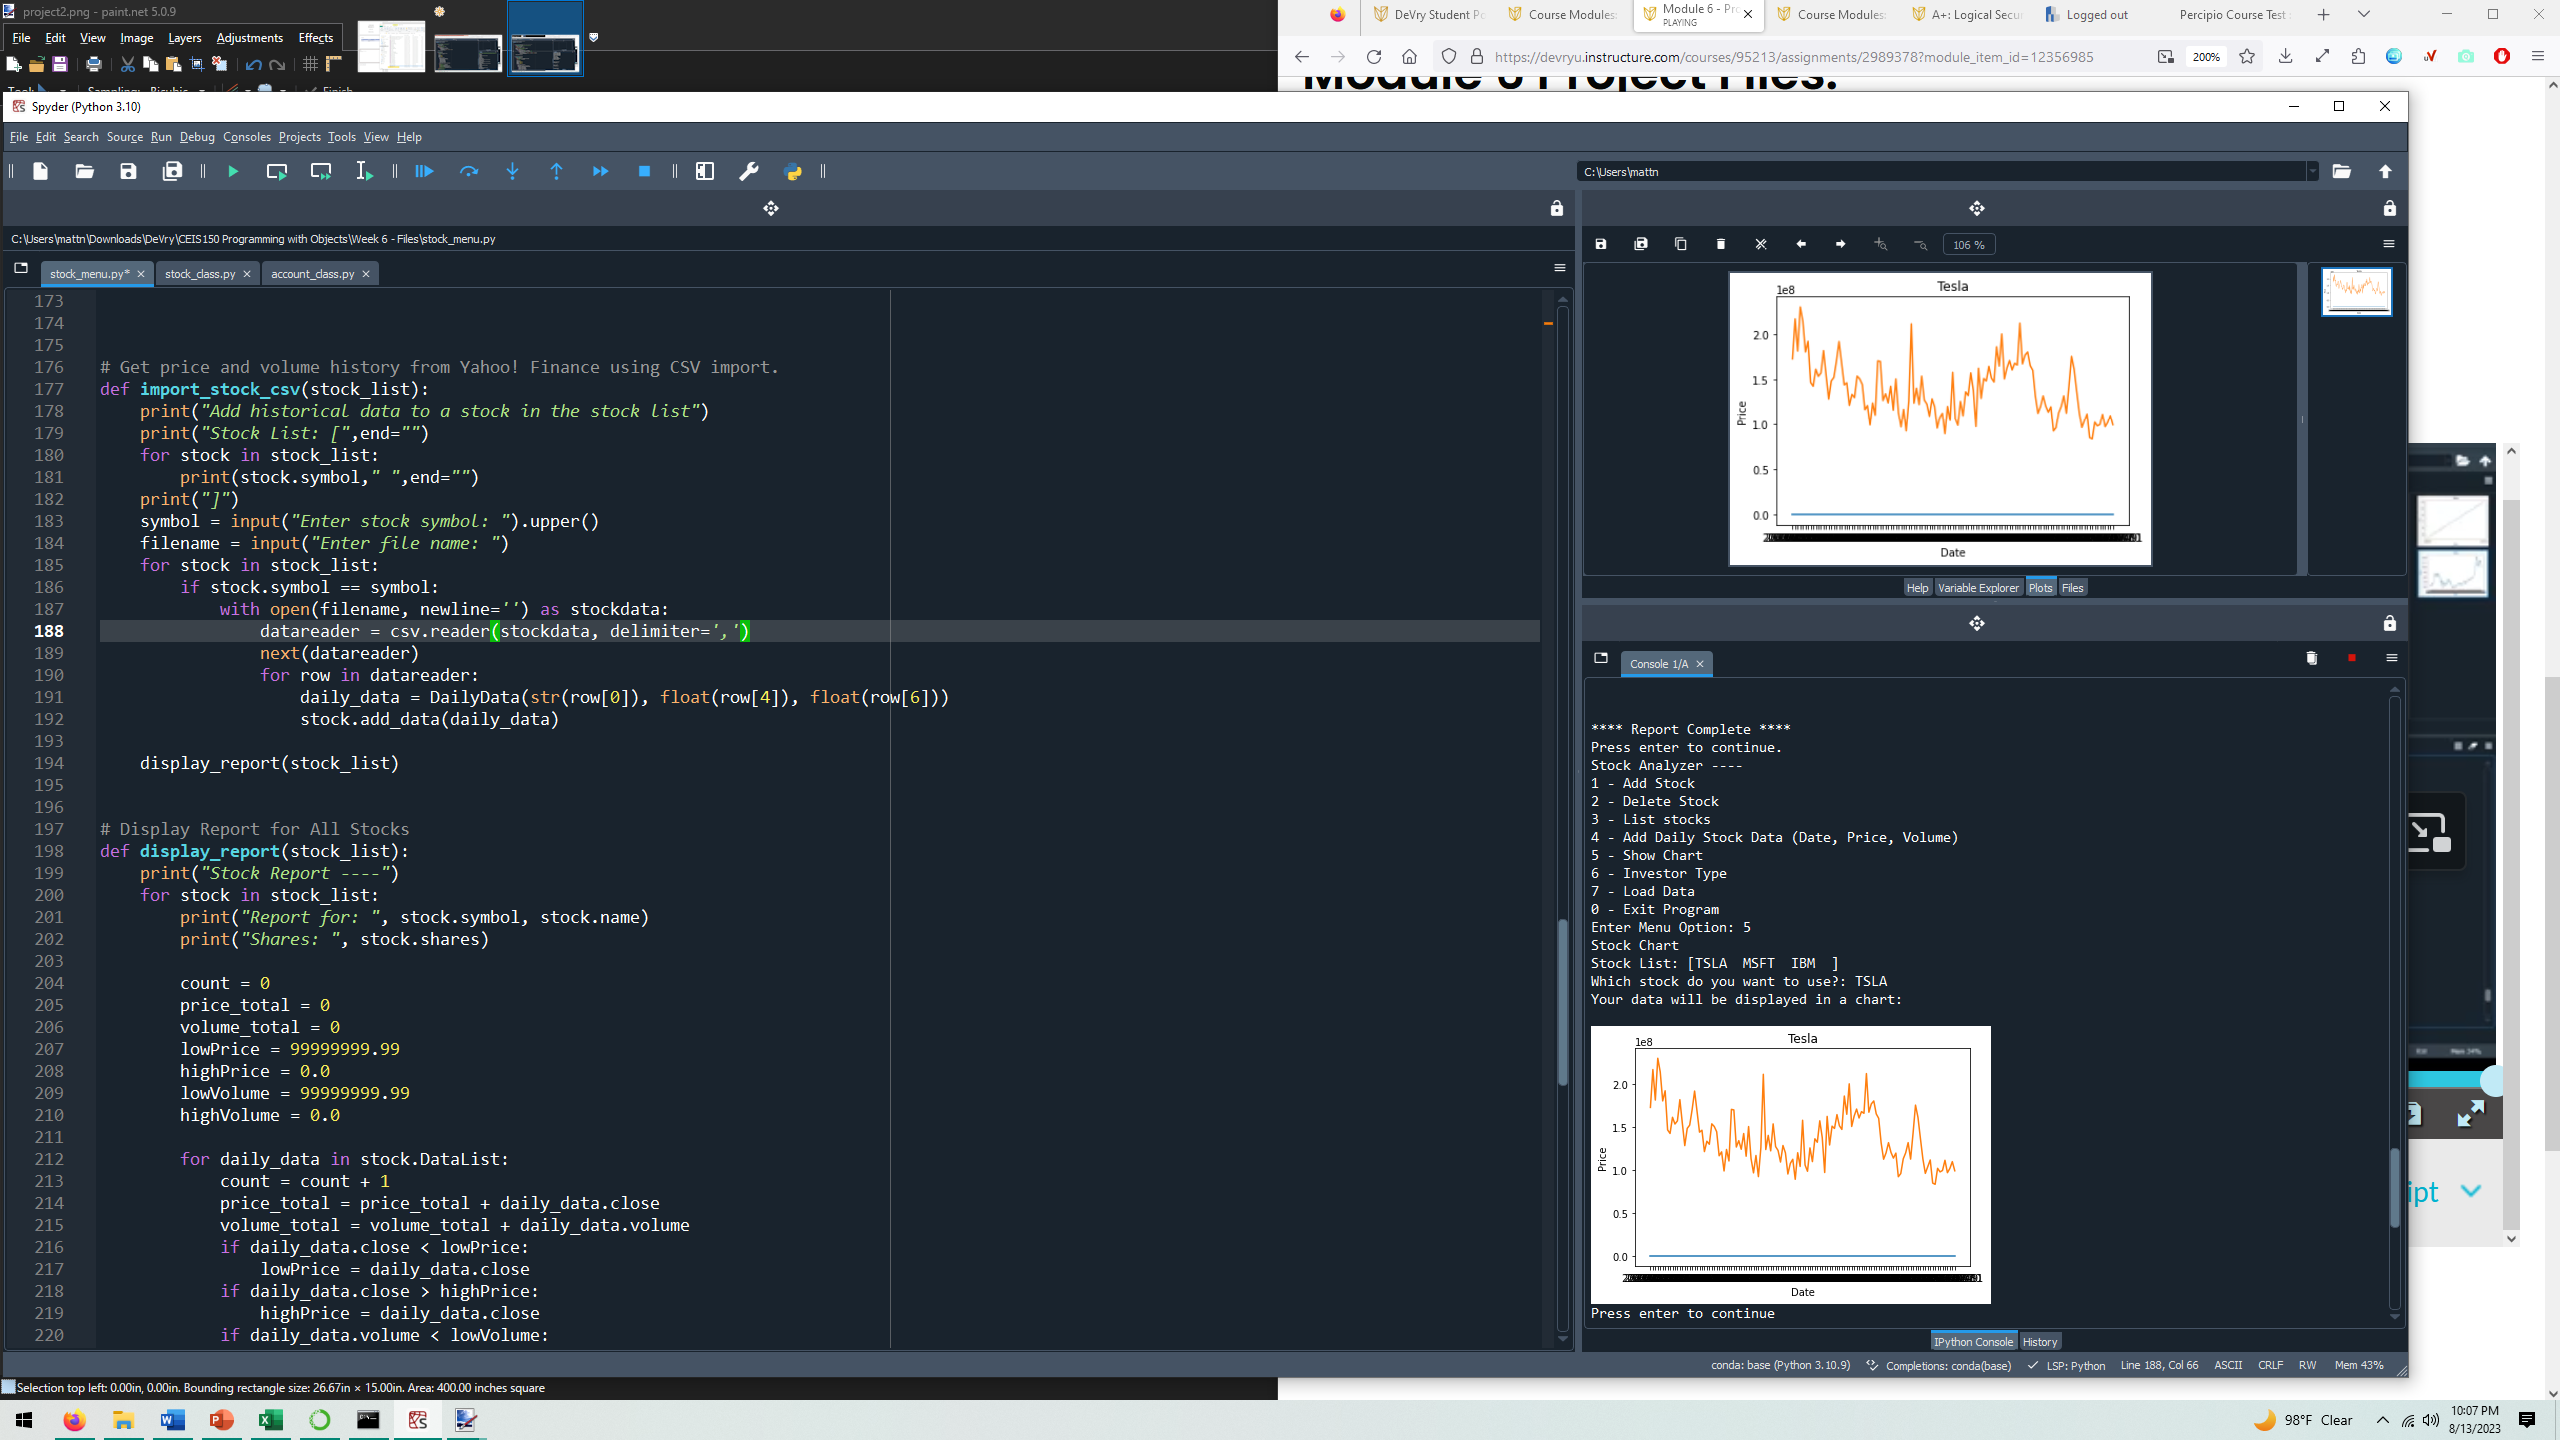 project2.png - paint.net 5.0.9
File Edit View Image Layers Adjustments Effects
DeVry Student Po
Course Modules:
Module 6 - Pro
PLAYING
Course Modules:
A+: Logical Secu
Logged out
Percipio Course Test
https://devryu.instructure.com/courses/95213/assignments/2989378?module_item_id=12356985
200%
Module 6 Project Files:
Spyder (Python 3.10)
File Edit Search Source Run Debug Consoles Projects Tools View Help
C:\Users\mattn
C:\Users\mattn\Downloads\DeVry\CEIS150 Programming with Objects\Week 6 - Files\stock_menu.py
stock_menu.py*
stock_class.py
account_class.py
173
174
175
176 # Get price and volume history from Yahoo! Finance using CSV import.
177 def import_stock_csv(stock_list):
178 print("Add historical data to a stock in the stock list")
179 print("Stock List: [",end="")
180 for stock in stock_list:
181 print(stock.symbol," ",end="")
182 print("]")
183 symbol = input("Enter stock symbol: ").upper()
184 filename = input("Enter file name: ")
185 for stock in stock_list:
186 if stock.symbol == symbol:
187 with open(filename, newline='') as stockdata:
188 datareader = csv.reader(stockdata, delimiter=',')
189 next(datareader)
190 for row in datareader:
191 daily_data = DailyData(str(row[0]), float(row[4]), float(row[6]))
192 stock.add_data(daily_data)
193
194 display_report(stock_list)
195
196
197 # Display Report for All Stocks
198 def display_report(stock_list):
199 print("Stock Report ----")
200 for stock in stock_list:
201 print("Report for: ", stock.symbol, stock.name)
202 print("Shares: ", stock.shares)
203
204 count = 0
205 price_total = 0
206 volume_total = 0
207 lowPrice = 99999999.99
208 highPrice = 0.0
209 lowVolume = 99999999.99
210 highVolume = 0.0
211
212 for daily_data in stock.DataList:
213 count = count + 1
214 price_total = price_total + daily_data.close
215 volume_total = volume_total + daily_data.volume
216 if daily_data.close < lowPrice:
217 lowPrice = daily_data.close
218 if daily_data.close > highPrice:
219 highPrice = daily_data.close
220 if daily_data.volume < lowVolume:
106 %
Tesla
1e8
2.0
1.5
1.0
0.5
0.0
Price
Date
Help Variable Explorer Plots Files
Console 1/A
**** Report Complete ****
Press enter to continue.
Stock Analyzer ----
1 - Add Stock
2 - Delete Stock
3 - List stocks
4 - Add Daily Stock Data (Date, Price, Volume)
5 - Show Chart
6 - Investor Type
7 - Load Data
0 - Exit Program
Enter Menu Option: 5
Stock Chart
Stock List: [TSLA MSFT IBM ]
Which stock do you want to use?: TSLA
Your data will be displayed in a chart:
Tesla
1e8
2.0
1.5
1.0
0.5
0.0
Price
Date
Press enter to continue
IPython Console History
conda: base (Python 3.10.9) Completions: conda(base) LSP: Python Line 188, Col 66 ASCII CRLF RW Mem 43%
ipt
Selection top left: 0.00in, 0.00in. Bounding rectangle size: 26.67in × 15.00in. Area: 400.00 inches square
98°F Clear
10:07 PM
8/13/2023